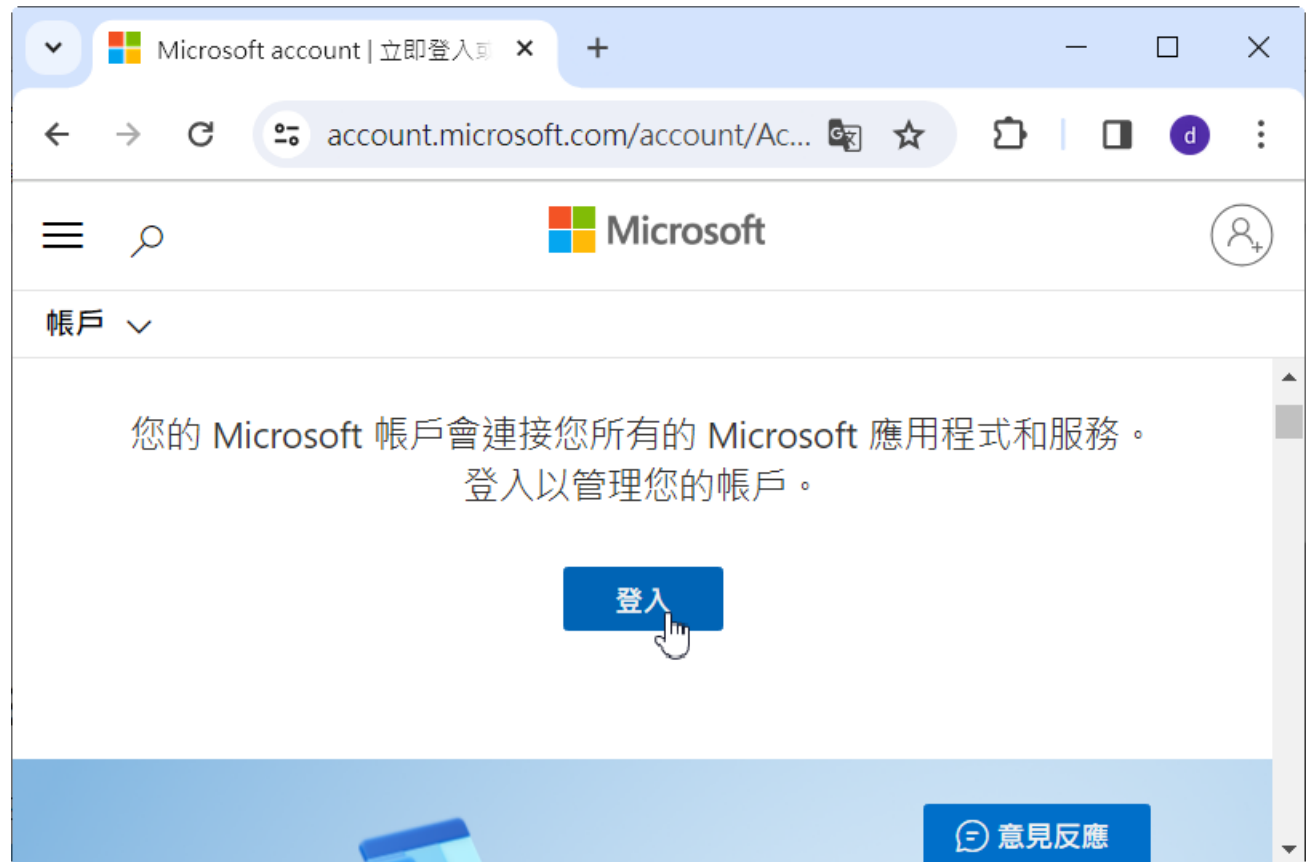 Microsoft account | 立即登入或
account.microsoft.com/account/Ac...
d
Microsoft
帳戶
您的 Microsoft 帳戶會連接您所有的 Microsoft 應用程式和服務。
登入以管理您的帳戶。
登入
意見反應